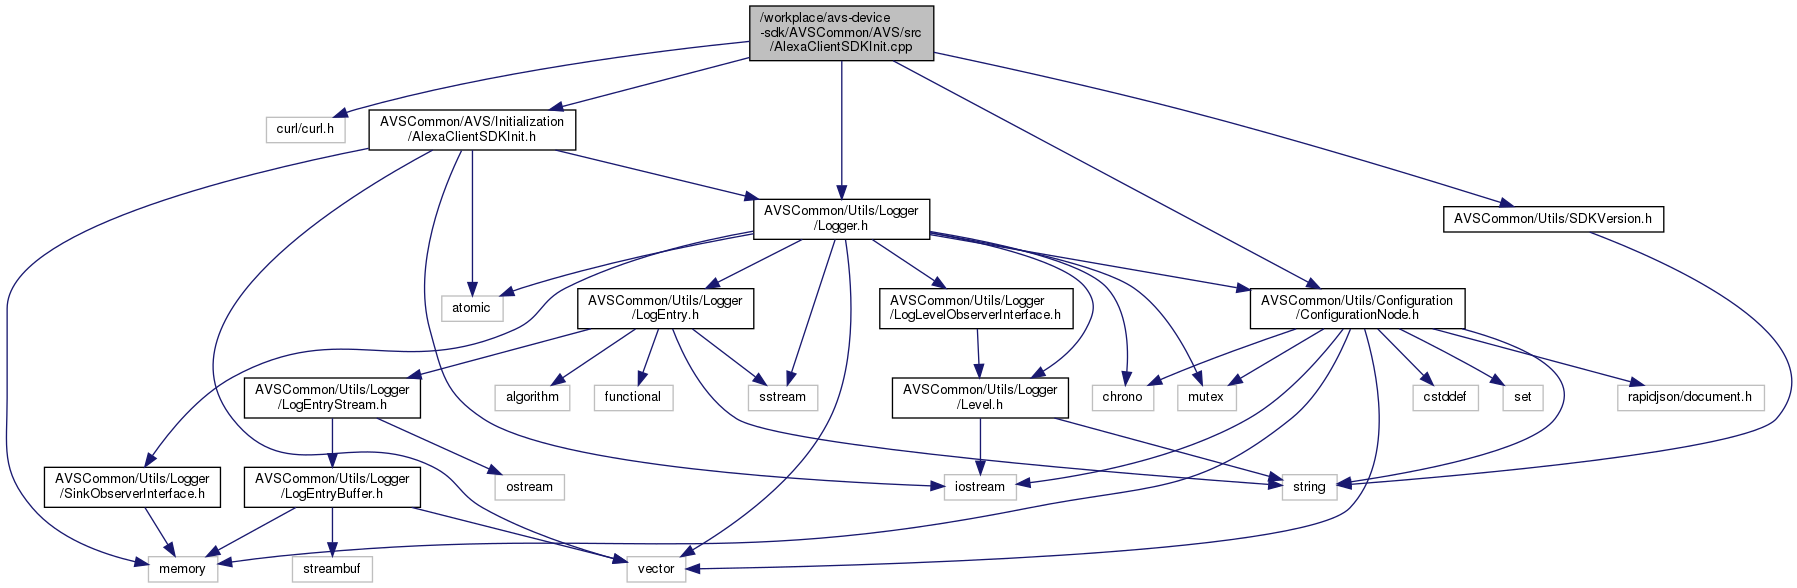 /workplace/avs-device
-sdk/AVSCommon/AVS/src
/AlexaClientSDKInit.cpp
curl/curl.h
AVSCommon/AVS/Initialization
/AlexaClientSDKInit.h
AVSCommon/Utils/Logger
/Logger.h
AVSCommon/Utils/SDKVersion.h
atomic
AVSCommon/Utils/Logger
/LogEntry.h
AVSCommon/Utils/Logger
/LogLevelObserverInterface.h
AVSCommon/Utils/Configuration
/ConfigurationNode.h
AVSCommon/Utils/Logger
/LogEntryStream.h
algorithm
functional
sstream
AVSCommon/Utils/Logger
/Level.h
chrono
mutex
cstddef
set
rapidjson/document.h
AVSCommon/Utils/Logger
/SinkObserverInterface.h
AVSCommon/Utils/Logger
/LogEntryBuffer.h
ostream
iostream
string
memory
streambuf
vector